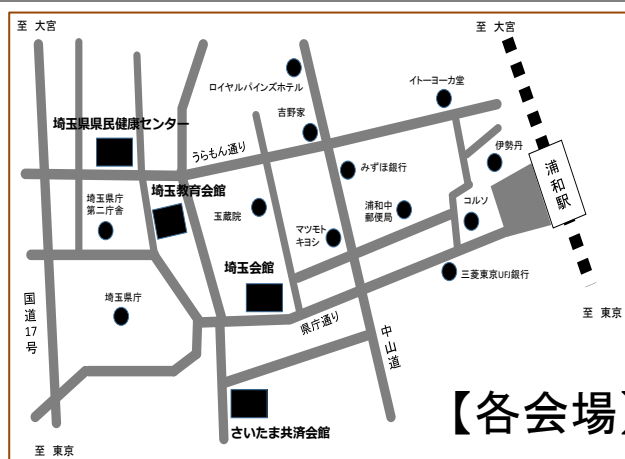 至 大宮
至 大宮
ロイヤルパインズホテル
イトーヨーカ堂
吉野家
埼玉県県民健康センター
うらもん通り
伊勢丹
みずほ銀行
浦和駅
埼玉教育会館
埼玉県庁
第二庁舎
玉蔵院
浦和中
郵便局
コルソ
マツモト
キヨシ
埼玉会館
三菱東京UFJ銀行
埼玉県庁
国道17号
県庁通り
中山道
至 東京
【各会場】
さいたま共済会館
至 東京